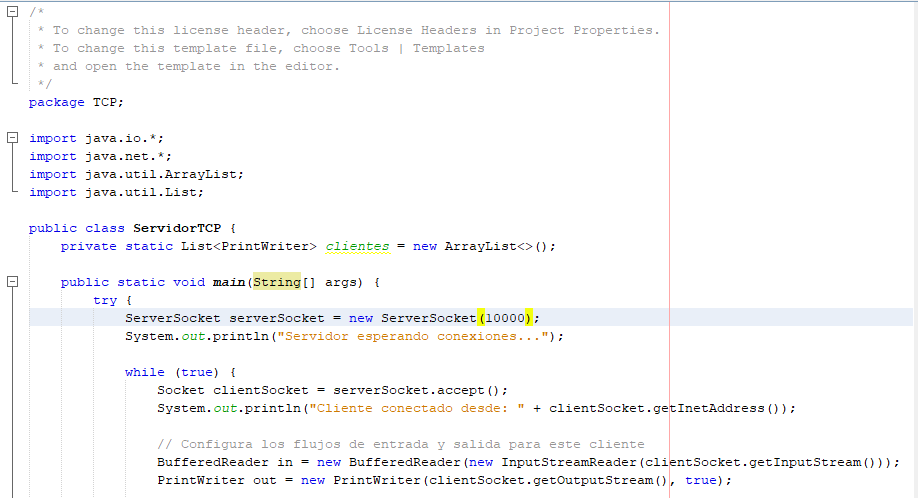 /*
 * To change this license header, choose License Headers in Project Properties.
 * To change this template file, choose Tools | Templates
 * and open the template in the editor.
 */
package TCP;
import java.io.*;
import java.net.*;
import java.util.ArrayList;
import java.util.List;
public class ServidorTCP {
    private static List<PrintWriter> clientes = new ArrayList<>();
    public static void main(String[] args) {
        try {
            ServerSocket serverSocket = new ServerSocket(10000);
            System.out.println("Servidor esperando conexiones...");
            while (true) {
                Socket clientSocket = serverSocket.accept();
                System.out.println("Cliente conectado desde: " + clientSocket.getInetAddress());
                // Configura los flujos de entrada y salida para este cliente
                BufferedReader in = new BufferedReader(new InputStreamReader(clientSocket.getInputStream()));
                PrintWriter out = new PrintWriter(clientSocket.getOutputStream(), true);